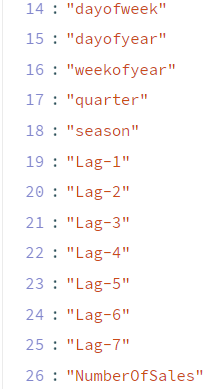 14 : "dayofweek"
15 : "dayofyear"
16 : "weekofyear"
17 : "quarter"
18 : "season"
19 : "Lag-1"
20 : "Lag-2"
21 : "Lag-3"
22 : "Lag-4"
23 : "Lag-5"
24 : "Lag-6"
25 : "Lag-7"
26 : "NumberOfSales"